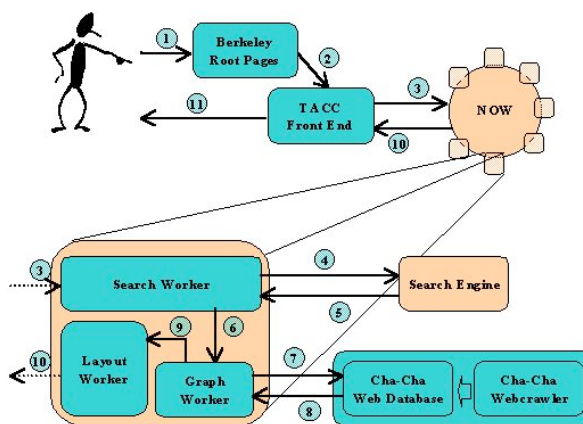 1
Berkeley
Root Pages
2
3
NOW
11
TACC
Front End
10
3
Search Worker
4
Search Engine
5
9
6
10
Layout
Worker
Graph
Worker
7
8
Cha-Cha
Web Database
Cha-Cha
Webcrawler